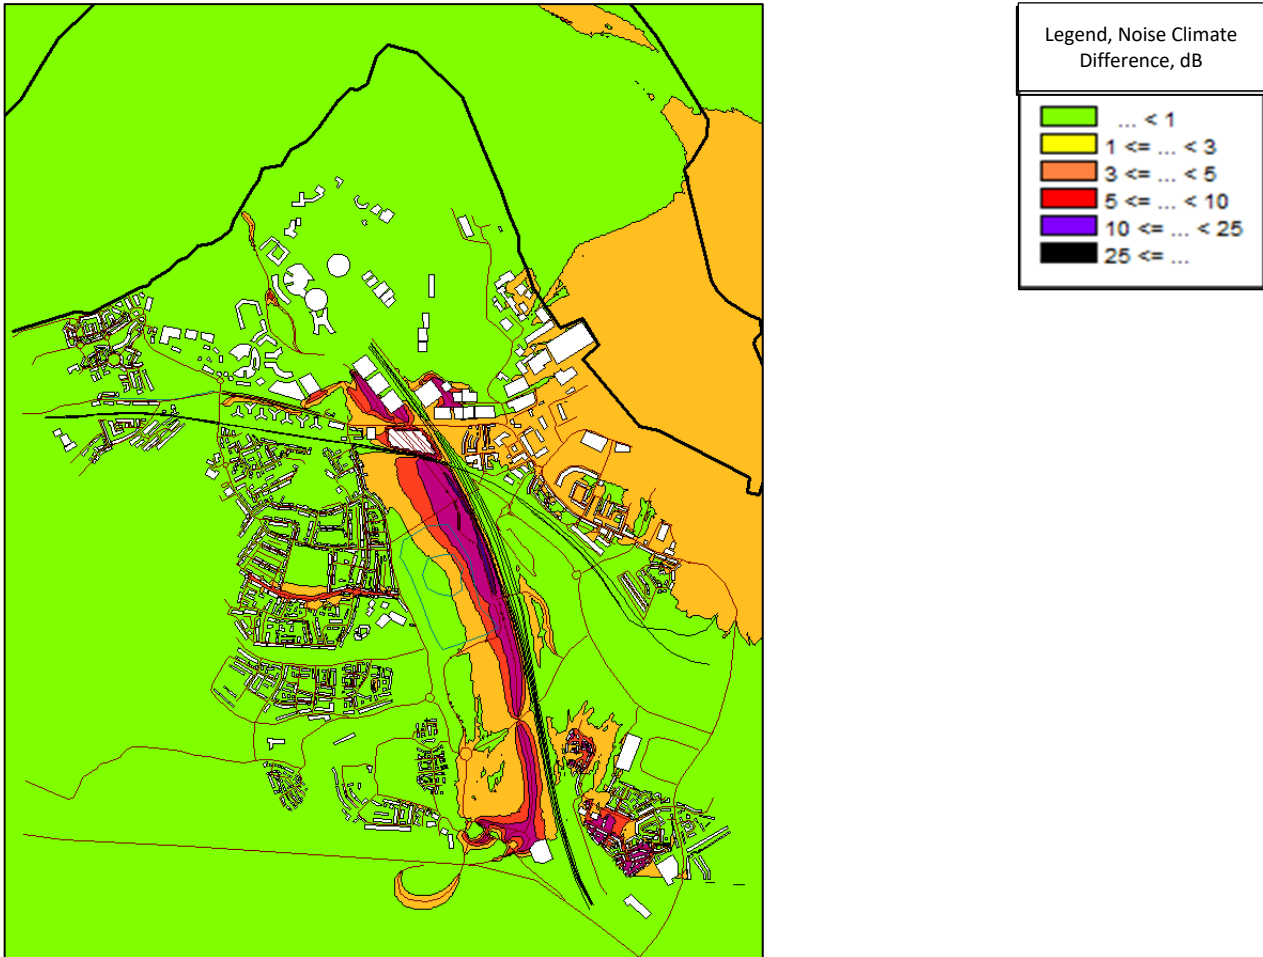 Legend, Noise Climate
Difference, dB
... < 1
1 <= ... < 3
3 <= ... < 5
5 <= ... < 10
10 <= ... < 25
25 <= ...